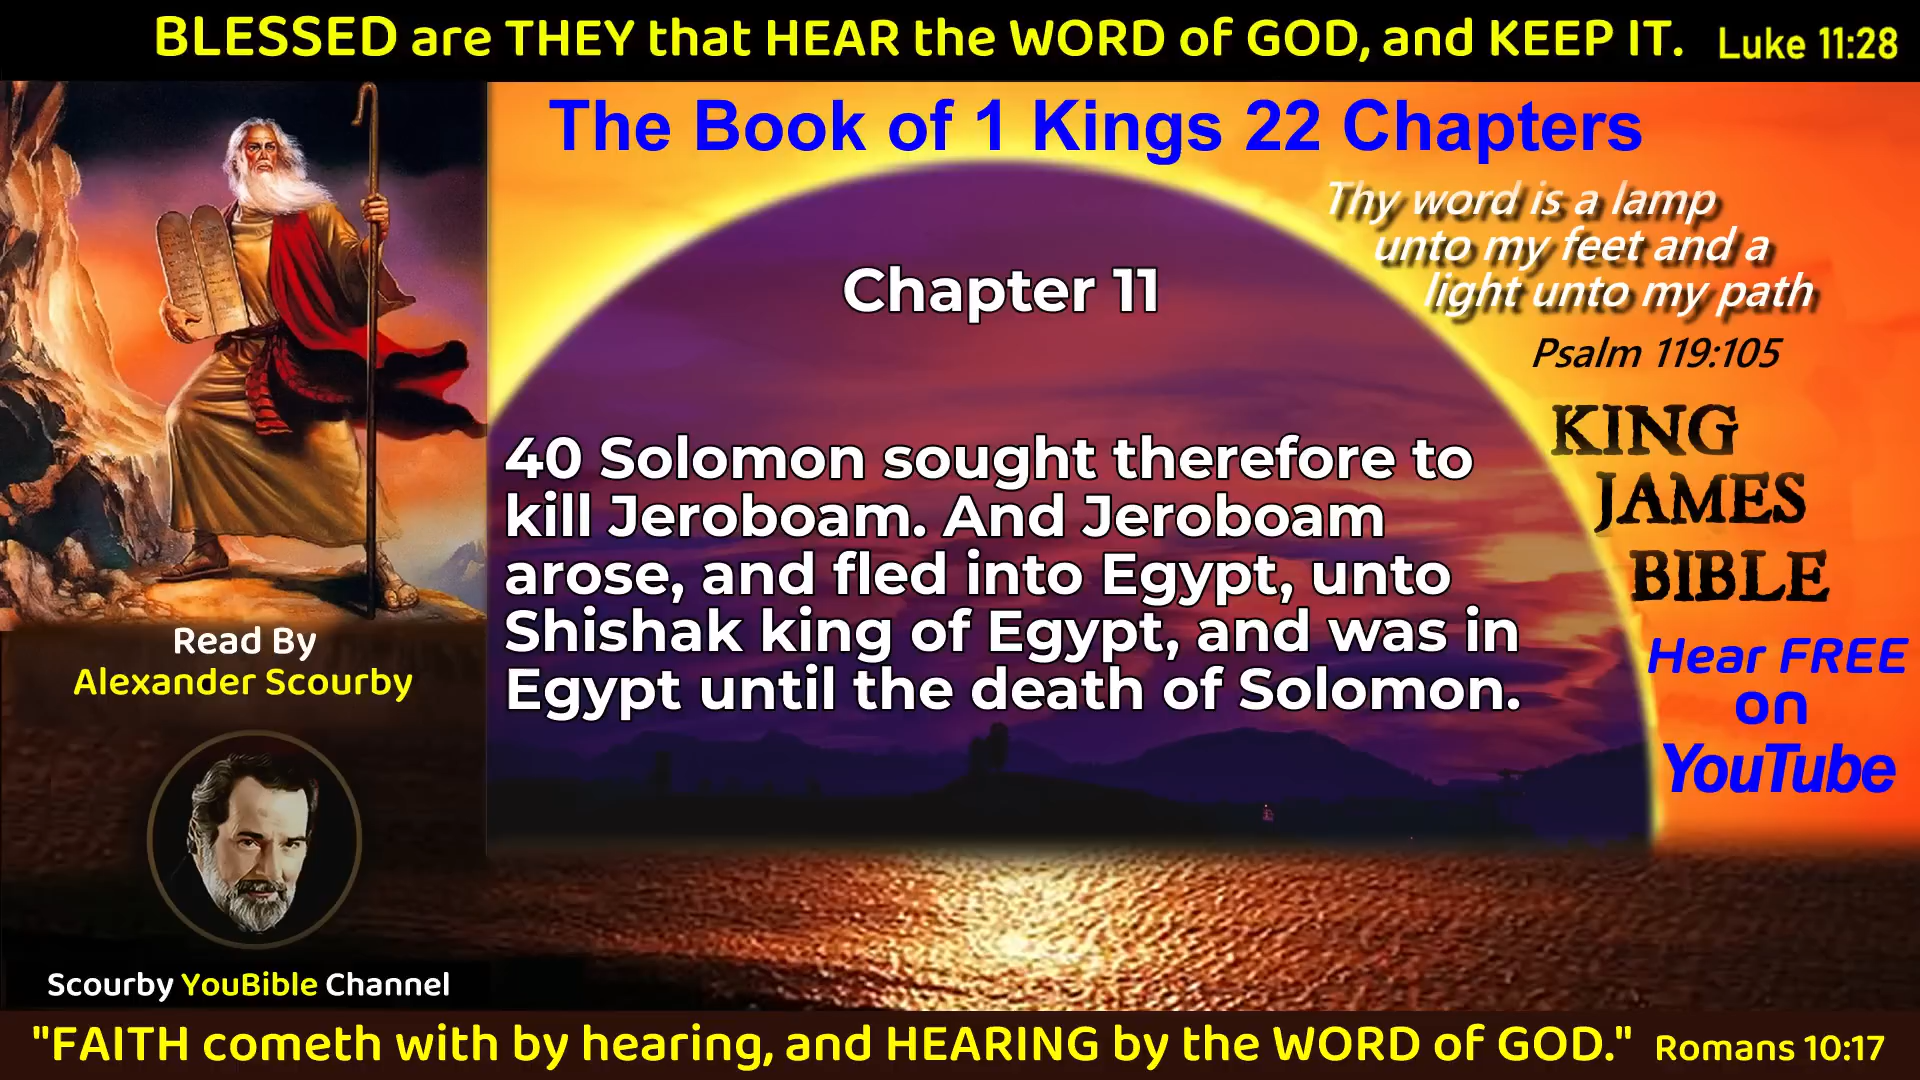 BLESSED are THEY that HEAR the WORD of GOD, and KEEP IT. Luke 11:28
The Book of 1 Kings 22 Chapters
Thy word is a lamp
unto my feet and a
light unto my path
Psalm 119:105
Chapter 11
40 Solomon sought therefore to
kill Jeroboam. And Jeroboam
arose, and fled into Egypt, unto
Shishak king of Egypt, and was in
Egypt until the death of Solomon.
KING
JAMES
BIBLE
Hear FREE
on
YouTube
Read By
Alexander Scourby
Scourby YouBible Channel
"FAITH cometh with by hearing, and HEARING by the WORD of GOD." Romans 10:17